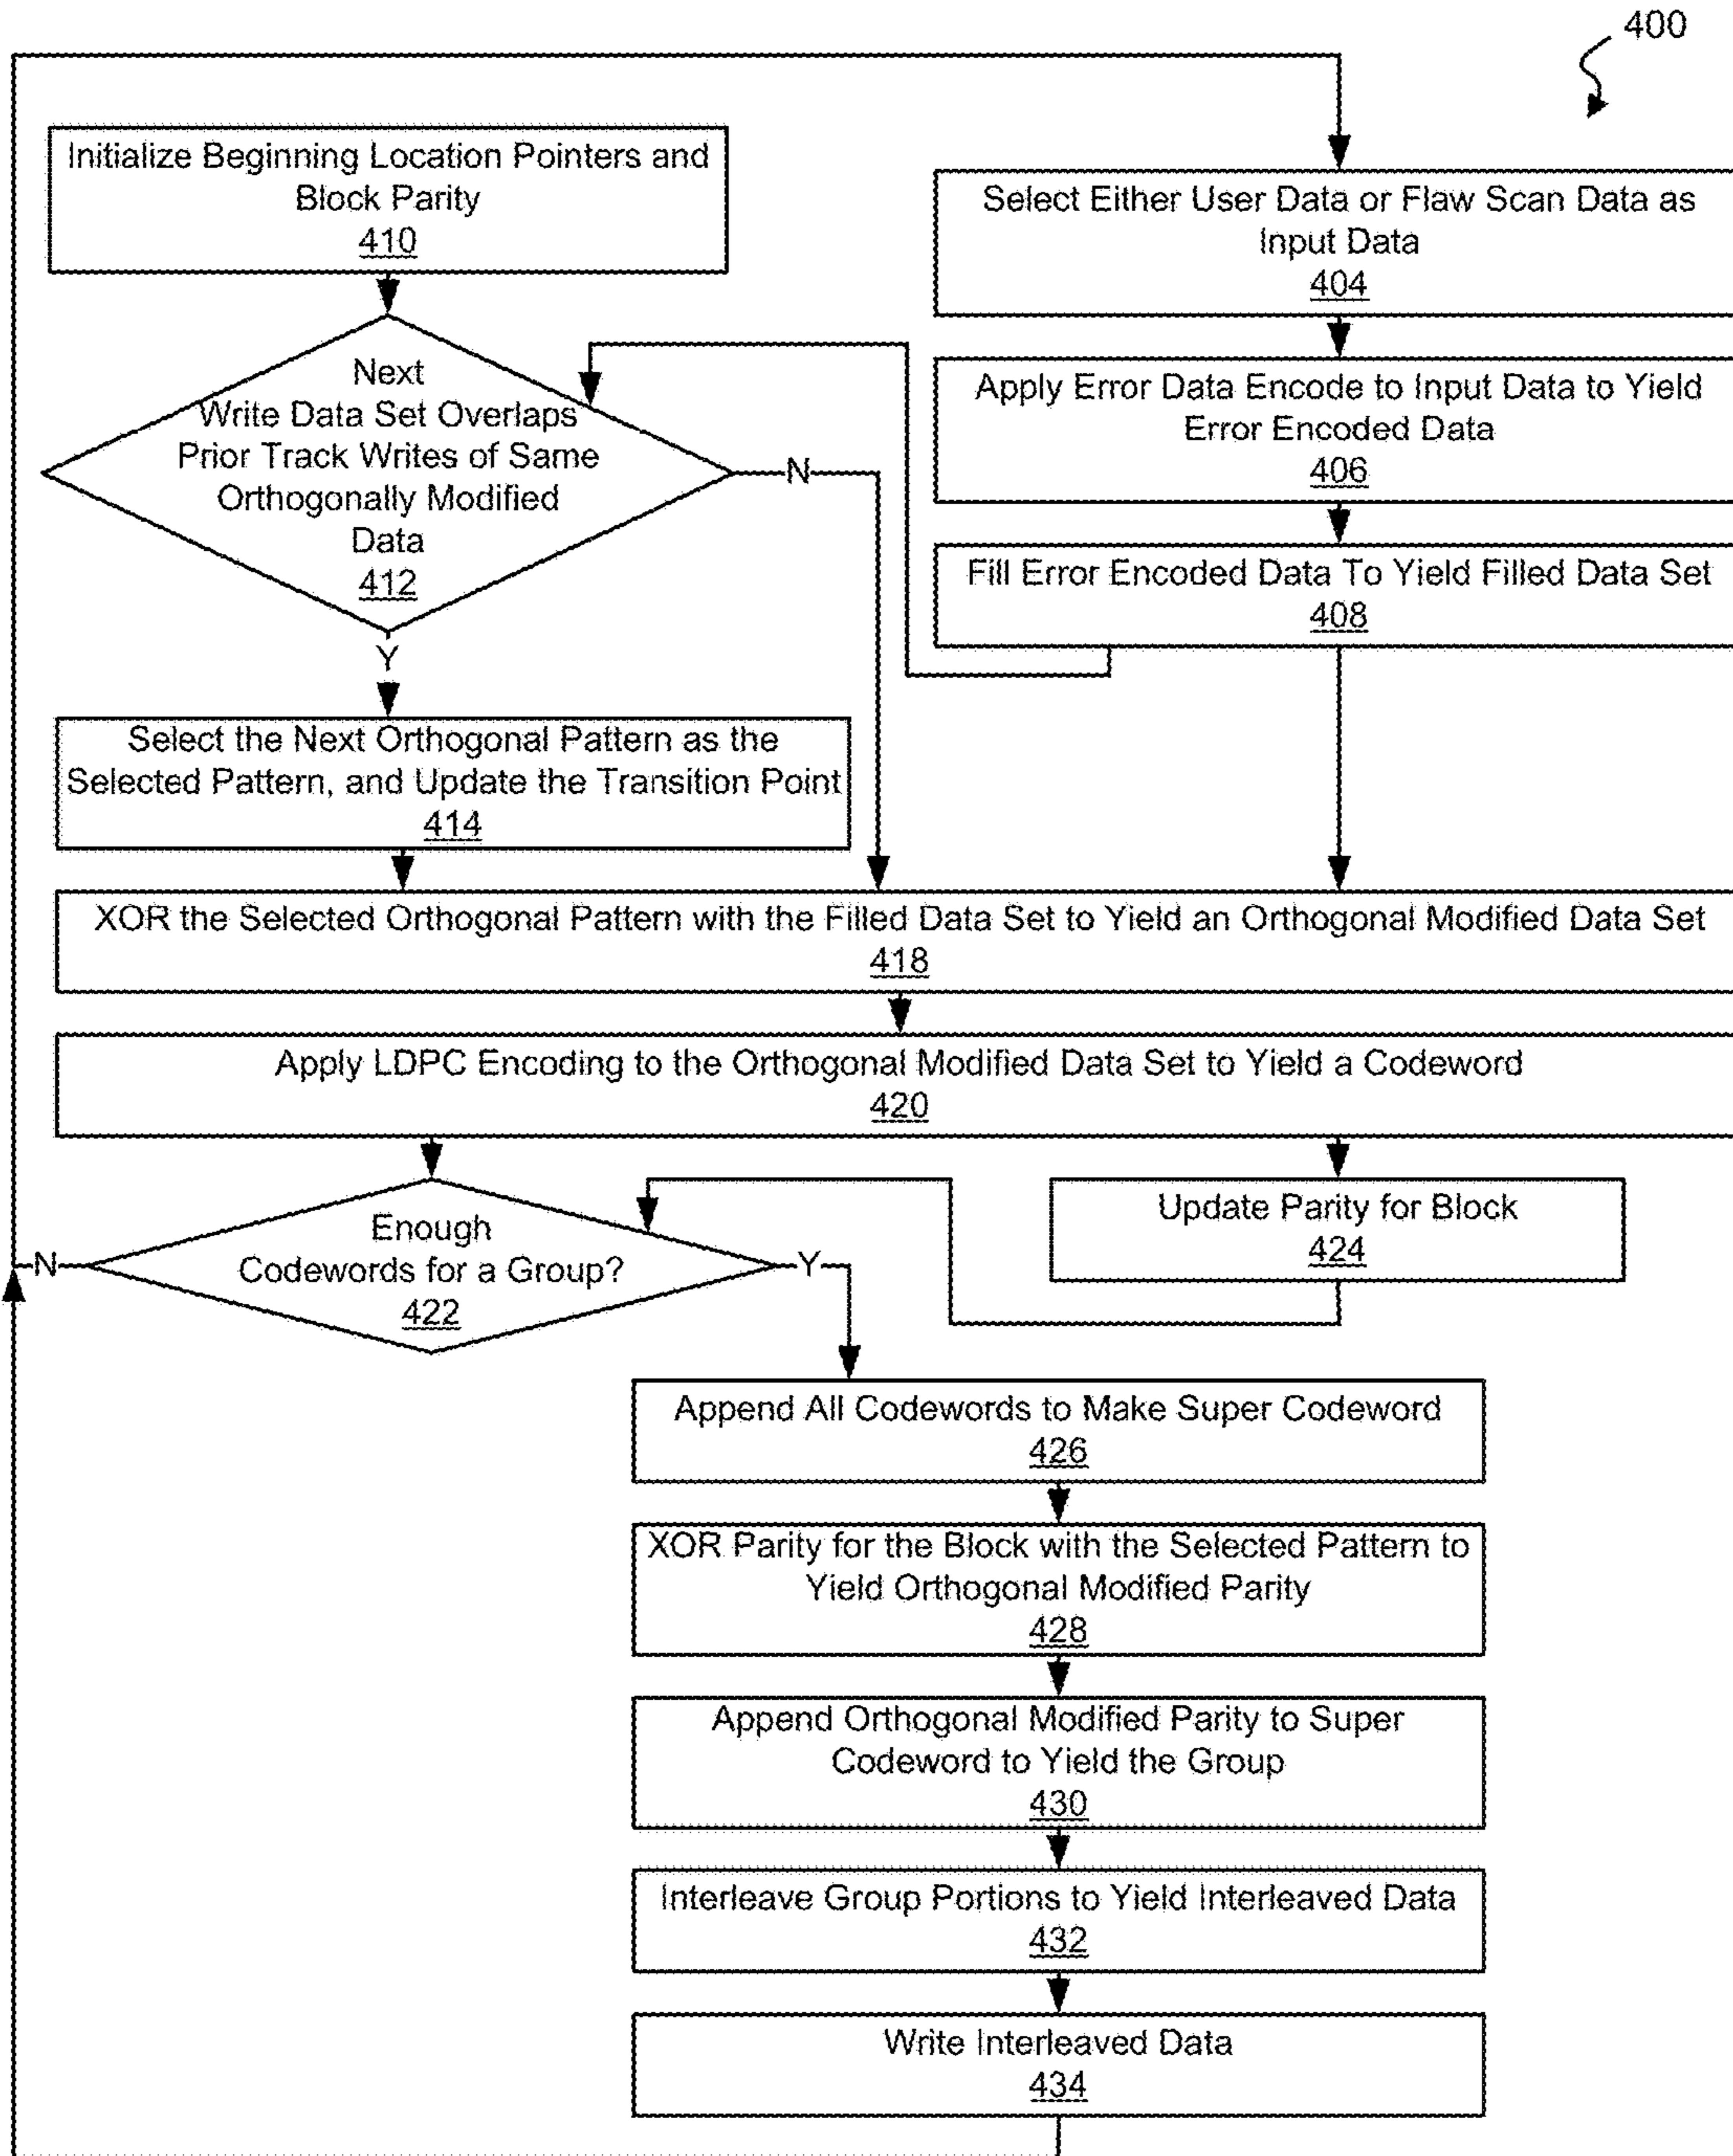 400
Initialize Beginning Location Pointers and
Block Parity
410
Select Either User Data or Flaw Scan Data as
Input Data
404
Apply Error Data Encode to Input Data to Yield
Error Encoded Data
406
Fill Error Encoded Data To Yield Filled Data Set
408
Next
Write Data Set Overlaps
Prior Track Writes of Same
Orthogonally Modified
Data
412
N
Y
Select the Next Orthogonal Pattern as the
Selected Pattern, and Update the Transition Point
414
XOR the Selected Orthogonal Pattern with the Filled Data Set to Yield an Orthogonal Modified Data Set
418
Apply LDPC Encoding to the Orthogonal Modified Data Set to Yield a Codeword
420
Enough
Codewords for a Group?
422
N
Y
Update Parity for Block
424
Append All Codewords to Make Super Codeword
426
XOR Parity for the Block with the Selected Pattern to
Yield Orthogonal Modified Parity
428
Append Orthogonal Modified Parity to Super
Codeword to Yield the Group
430
Interleave Group Portions to Yield Interleaved Data
432
Write Interleaved Data
434